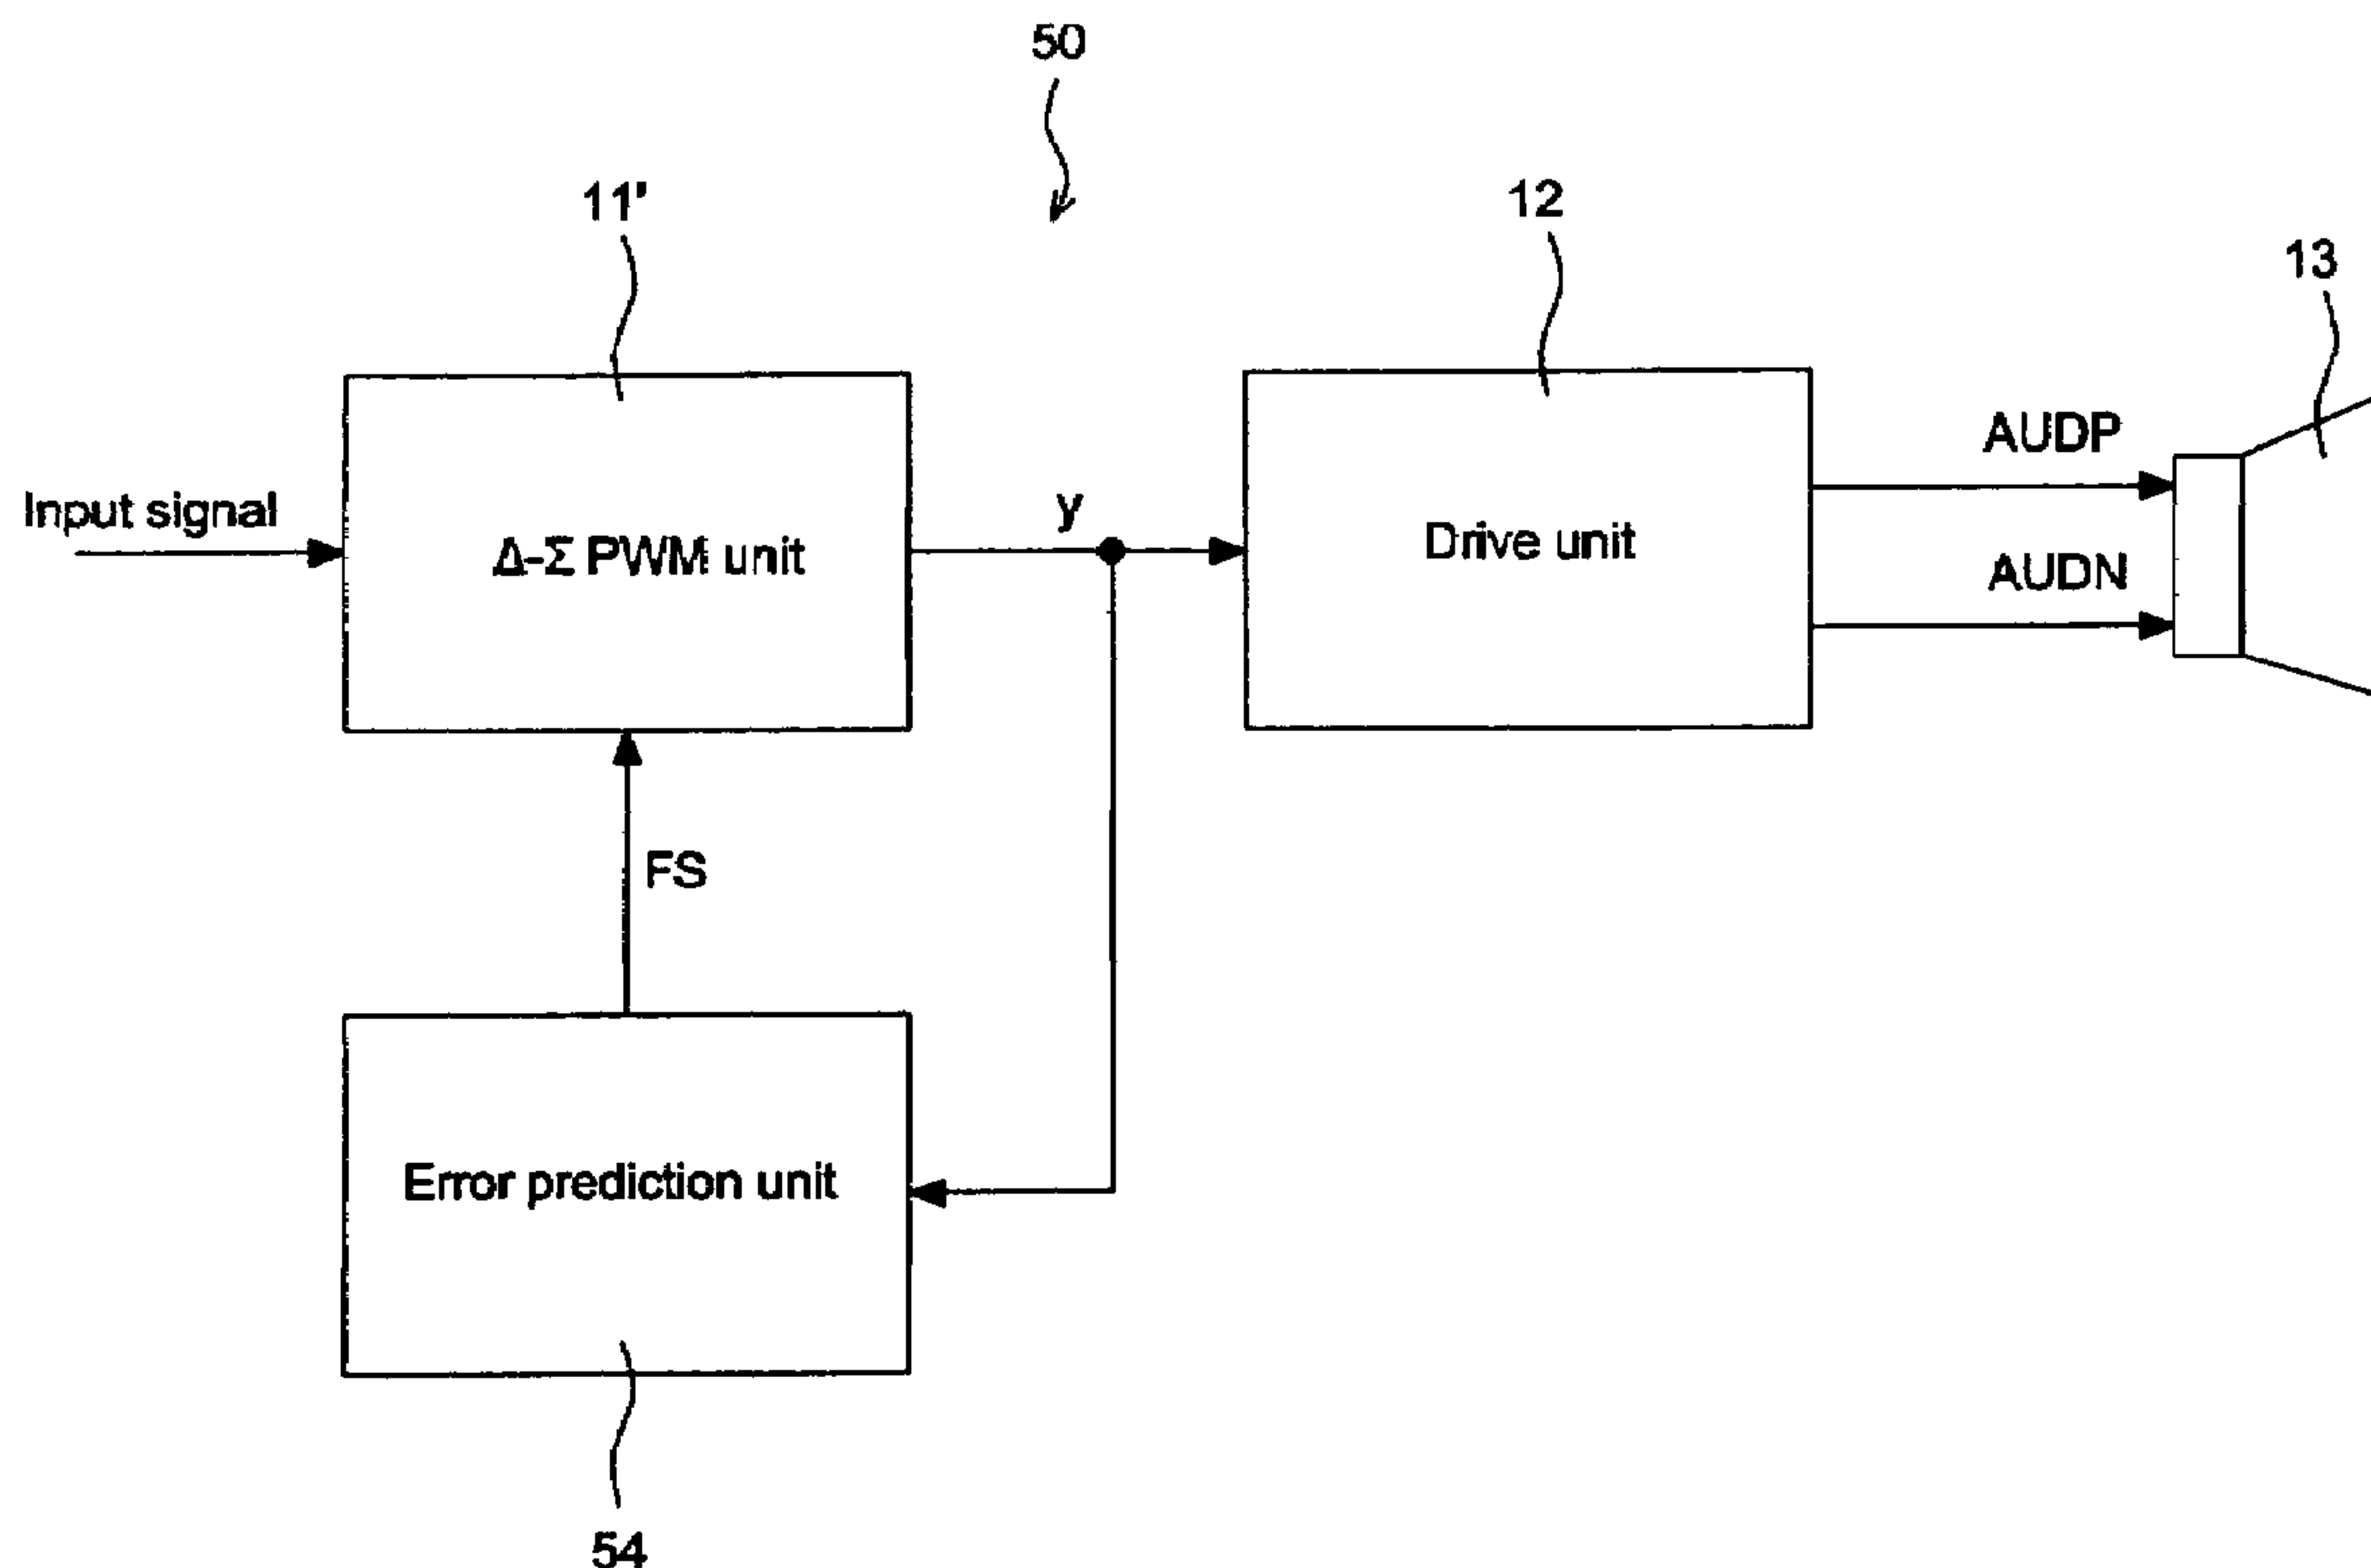 50
11'
12
13
Input signal
Δ-Σ PWM unit
y
Drive unit
AUDP
AUDN
FS
Error prediction unit
54